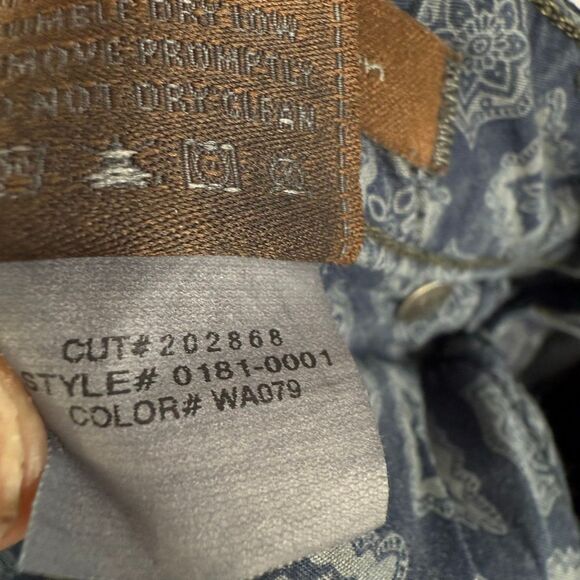 TUMBLE DRY LOW
REMOVE PROMPTLY
DO NOT DRY CLEAN
CUT# 202868
STYLE# 0181-0001
COLOR# WA079